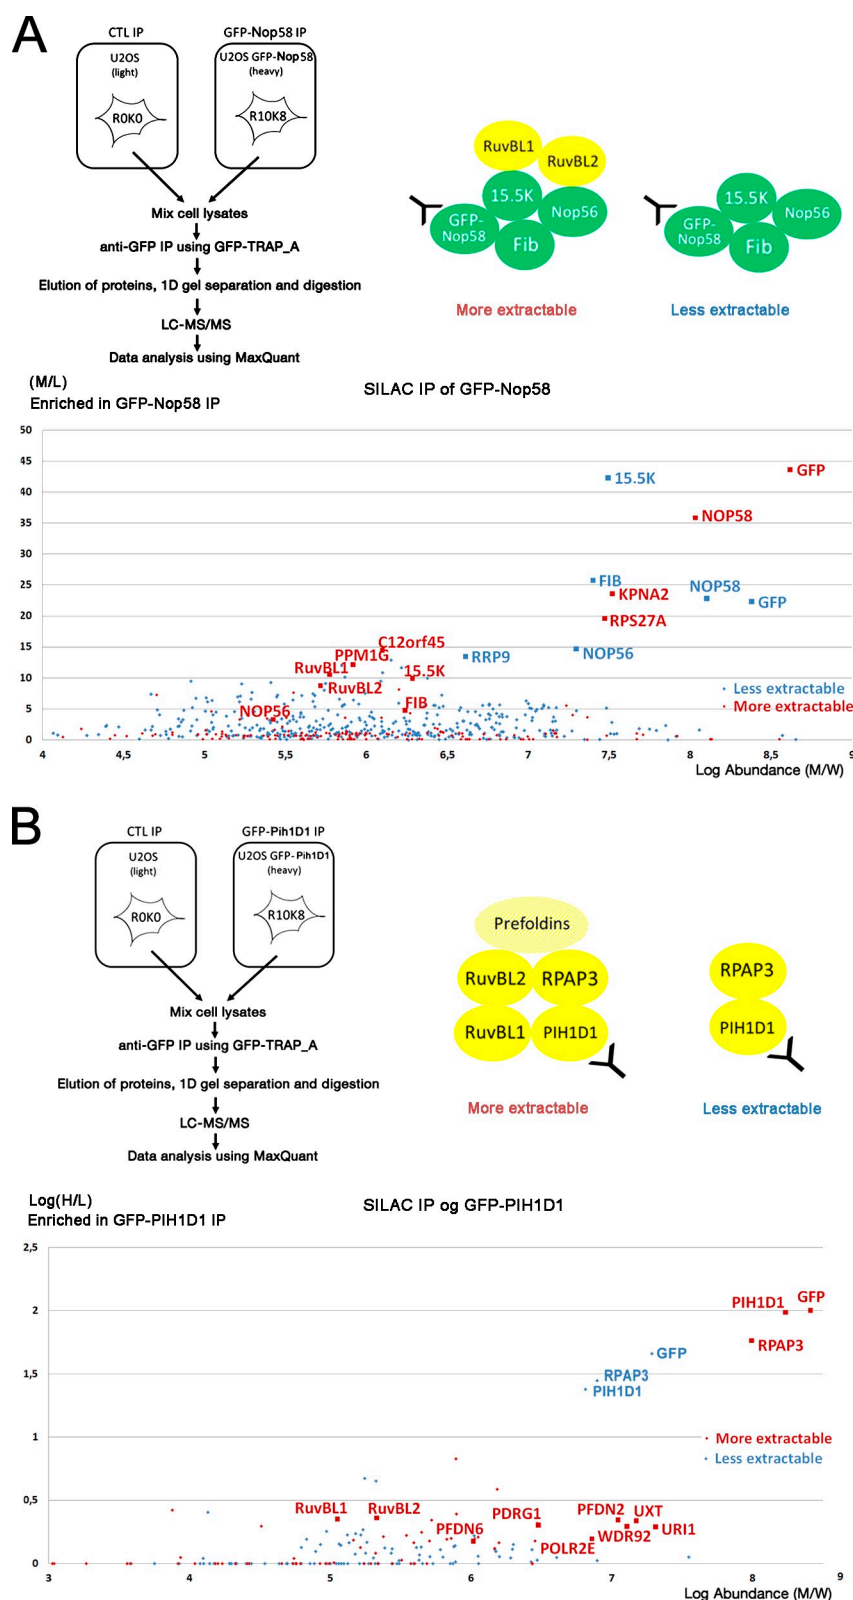 A
CTL IP
GFP-Nop58 IP
U2OS
(light)
U2OS GFP-Nop58
(heavy)
R0K0
R10K8
Mix cell lysates
anti-GFP IP using GFP-TRAP_A
Elution of proteins, 1D gel separation and digestion
LC-MS/MS
Data analysis using MaxQuant
RuvBL1
RuvBL2
15.5K
GFP-
Nop58
Nop56
Fib
More extractable
15.5K
GFP-
Nop58
Nop56
Fib
Less extractable
(M/L)
Enriched in GFP-Nop58 IP
SILAC IP of GFP-Nop58
50
45
40
35
30
25
20
15
10
5
0
15.5K
GFP
NOP58
FIB
KPNA2
NOP58
GFP
RPS27A
C12orf45
PPM1G
RRP9
NOP56
RuvBL1
15.5K
RuvBL2
NOP56
FIB
Less extractable
More extractable
4
4,5
5
5,5
6
6,5
7
7,5
8
8,5
9
Log Abundance (M/W)
B
CTL IP
GFP-Pih1D1 IP
U2OS
(light)
U2OS GFP-Pih1D1
(heavy)
R0K0
R10K8
Mix cell lysates
anti-GFP IP using GFP-TRAP_A
Elution of proteins, 1D gel separation and digestion
LC-MS/MS
Data analysis using MaxQuant
Prefoldins
RuvBL2
RPAP3
RuvBL1
PIH1D1
More extractable
RPAP3
PIH1D1
Less extractable
Log(H/L)
Enriched in GFP-PIH1D1 IP
SILAC IP og GFP-PIH1D1
2,5
2
1,5
1
0,5
0
PIH1D1
GFP
RPAP3
GFP
RPAP3
PIH1D1
More extractable
Less extractable
RuvBL1
RuvBL2
PFDN6
PDRG1
POLR2E
PFDN2
WDR92
UXT
URI1
3
4
5
6
7
8
9
Log Abundance (M/W)